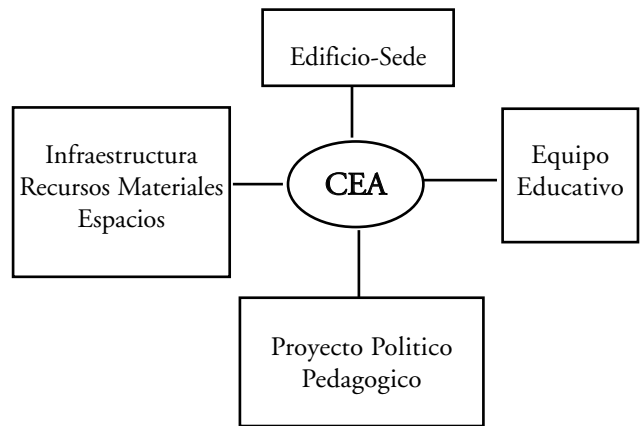 Edificio-Sede
Infraestructura
Recursos Materiales
Espacios
CEA
Equipo
Educativo
Proyecto Politico
Pedagogico